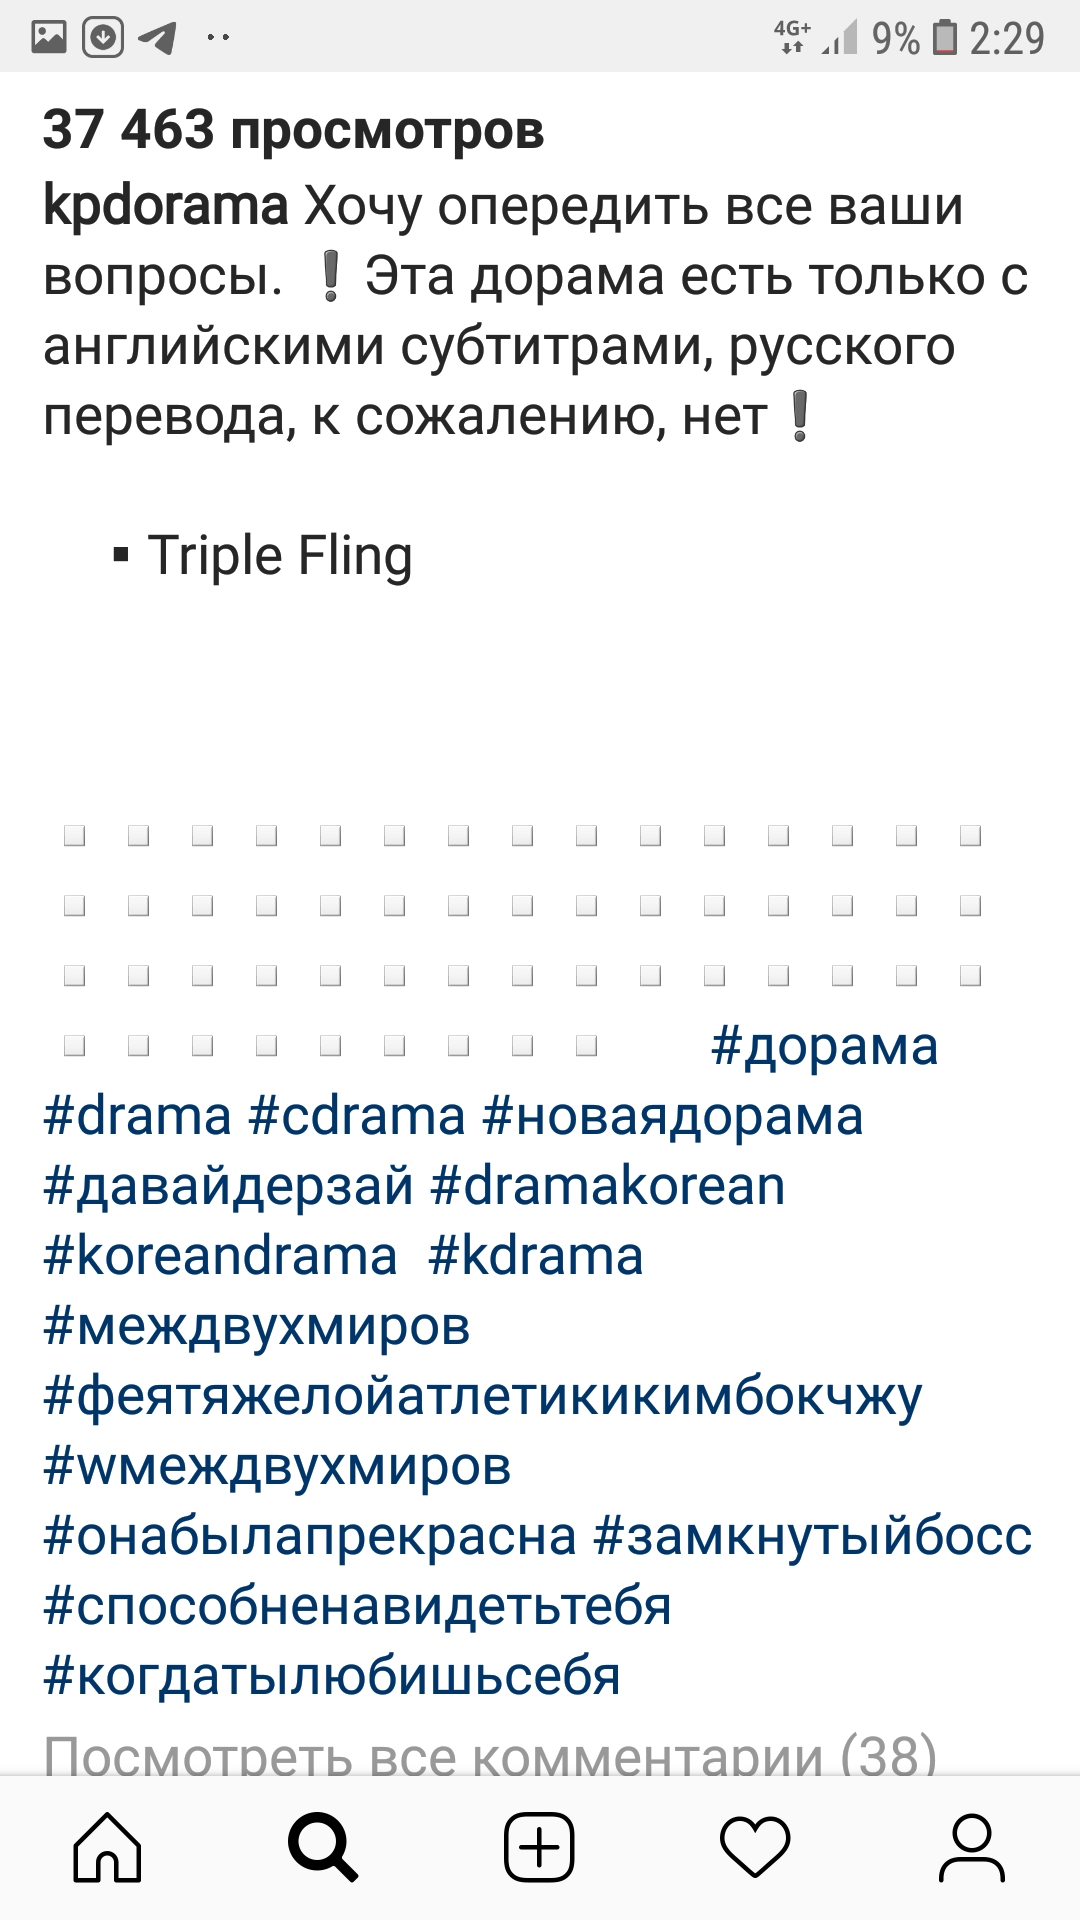 4G+ 9% 2:29
37 463 просмотров
kpdorama Хочу опередить все ваши
вопросы. ❗Эта дорама есть только с
английскими субтитрами, русского
перевода, к сожалению, нет❗
▪ Triple Fling
#дорама
#drama #cdrama #новаядорама
#давайдерзай #dramakorean
#koreandrama #kdrama
#междвухмиров
#феятяжелойатлетикикимбокчжу
#wмеждвухмиров
#онабылапрекрасна #замкнутыйбосс
#способненавидетьтебя
#когдатылюбишьсебя
Посмотреть все комментарии (38)